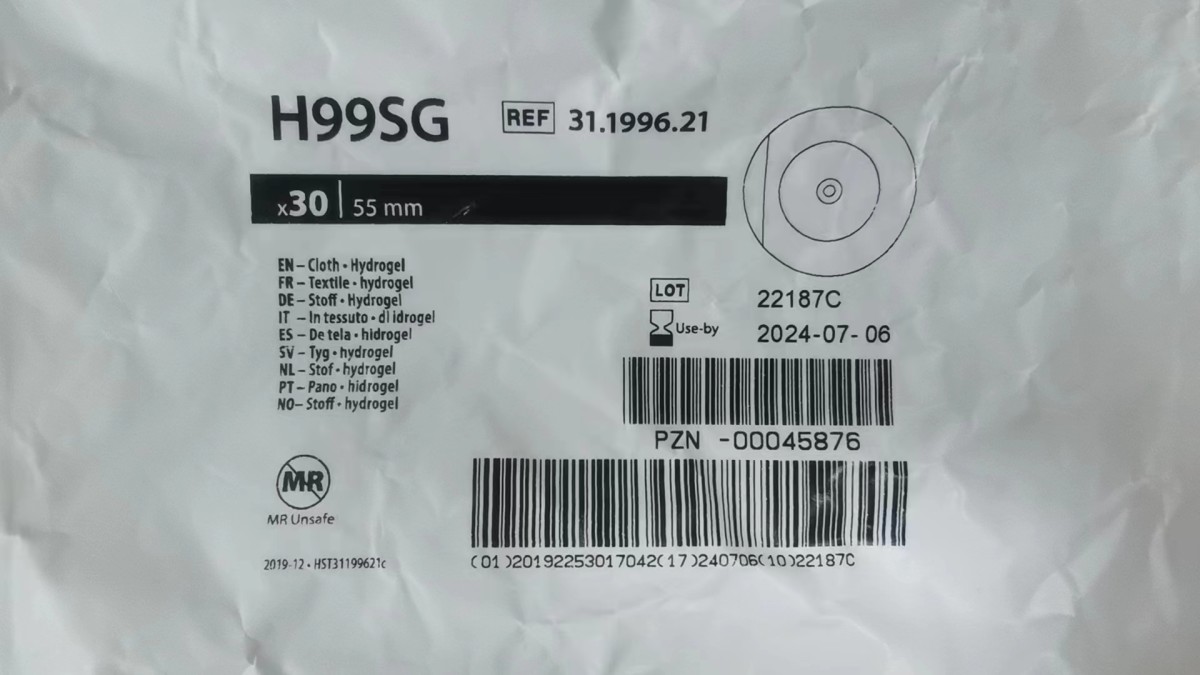 H99SG
REF 31.1996.21
x30 | 55 mm
EN – Cloth • Hydrogel
FR – Textile • hydrogel
DE – Stoff • Hydrogel
IT – In tessuto • di idrogel
ES – De tela • hidrogel
SV – Tyg • hydrogel
NL – Stof • hydrogel
PT – Pano • hidrogel
NO– Stoff • hydrogel
LOT 22187C
Use-by 2024-07- 06
PZN -00045876
MR
MR Unsafe
2019-12 • HST31199621c
(01)20192253017042(17)240706(10)22187C